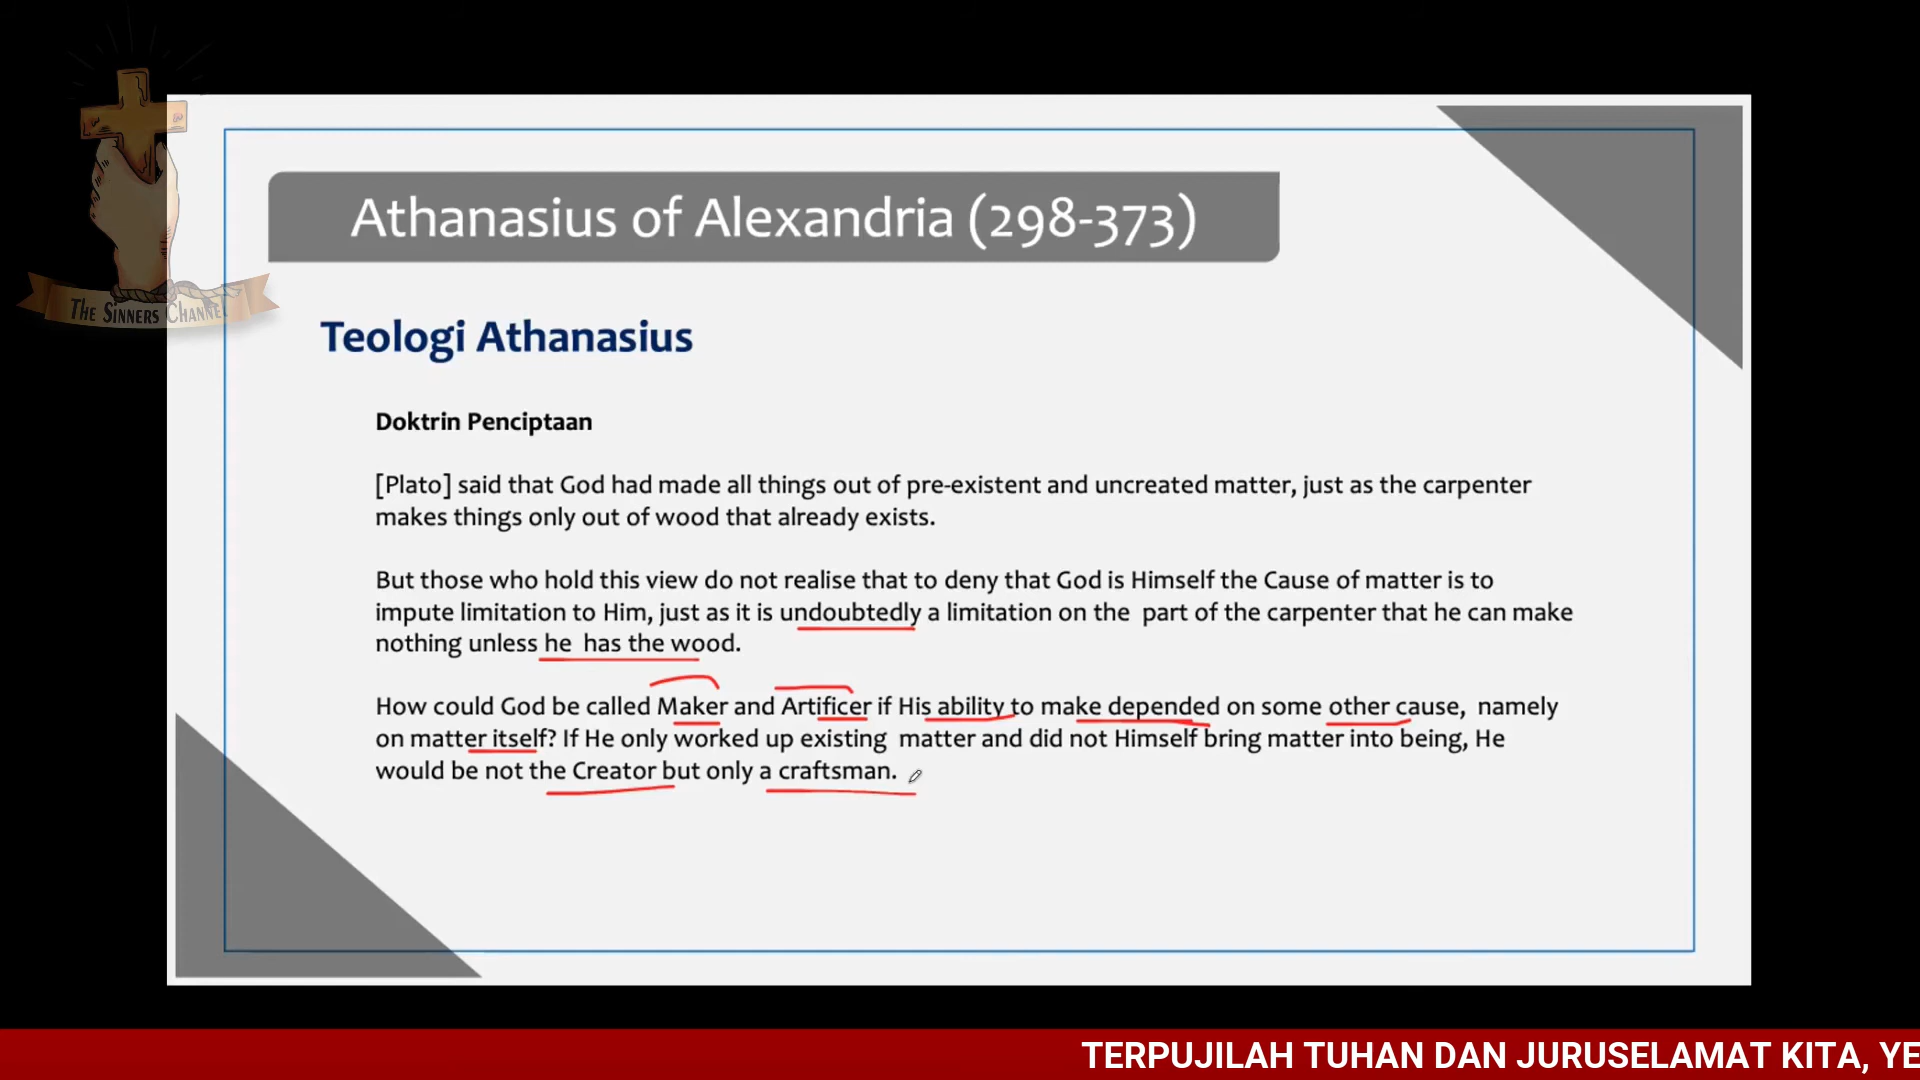 THE SINNERS CHANNEL
Athanasius of Alexandria (298-373)
Teologi Athanasius
Doktrin Penciptaan
[Plato] said that God had made all things out of pre-existent and uncreated matter, just as the carpenter
makes things only out of wood that already exists.
But those who hold this view do not realise that to deny that God is Himself the Cause of matter is to
impute limitation to Him, just as it is undoubtedly a limitation on the part of the carpenter that he can make
nothing unless he has the wood.
How could God be called Maker and Artificer if His ability to make depended on some other cause, namely
on matter itself? If He only worked up existing matter and did not Himself bring matter into being, He
would be not the Creator but only a craftsman.
TERPUJILAH TUHAN DAN JURUSELAMAT KITA, YE